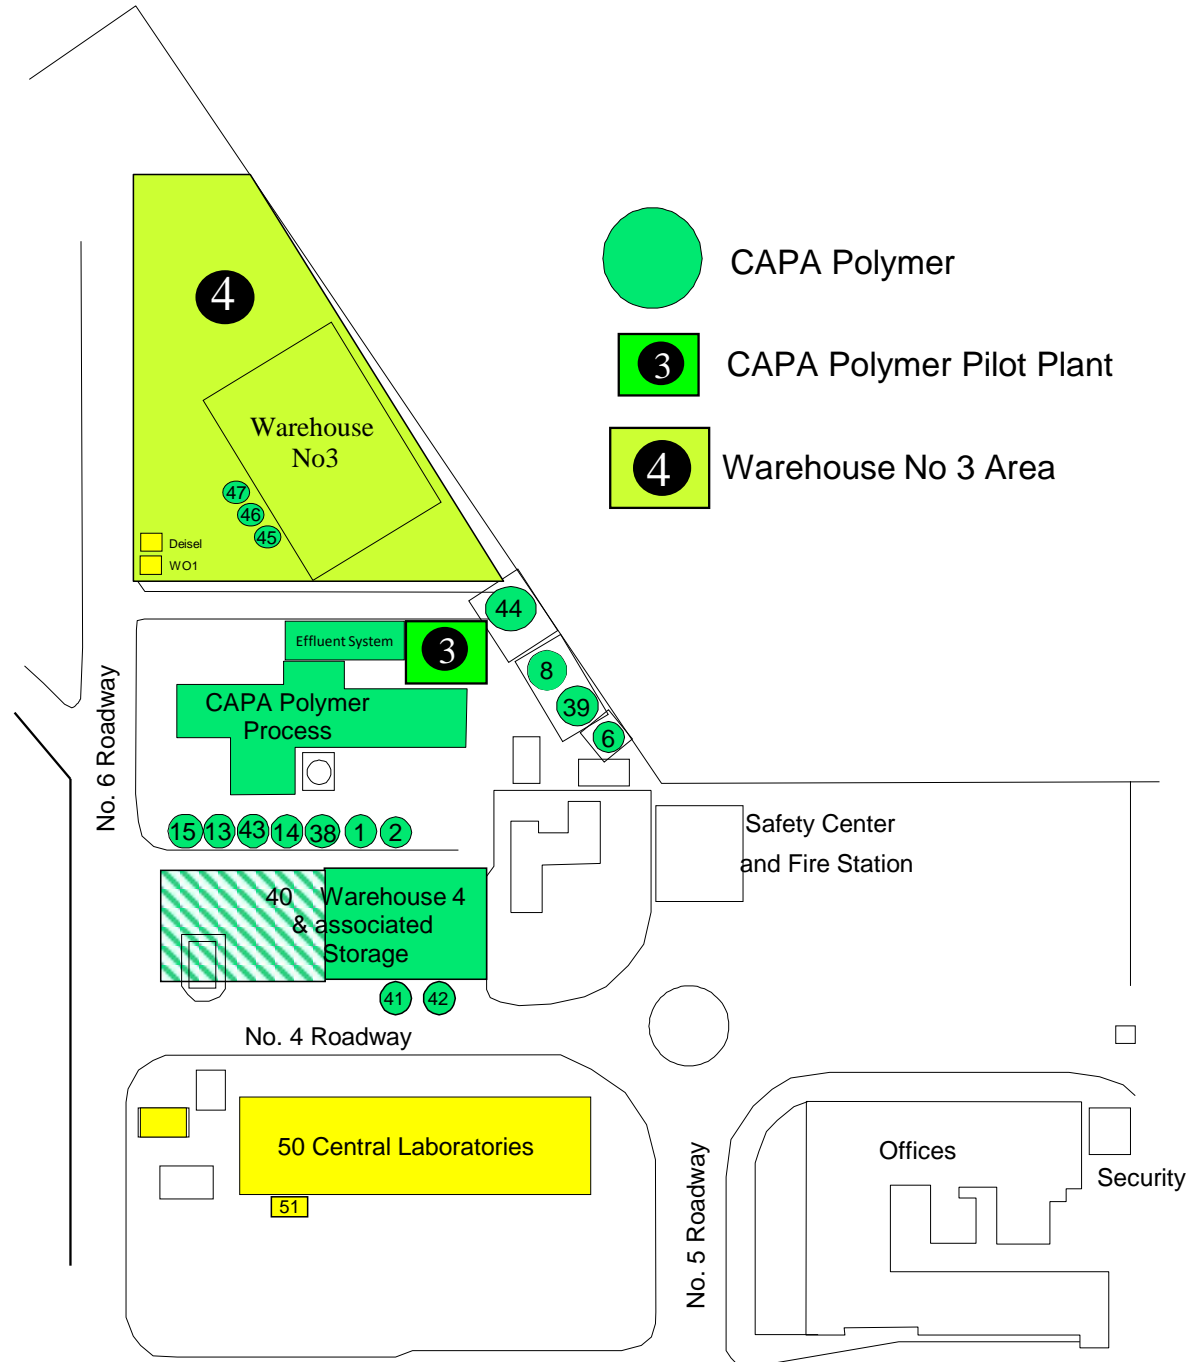 4
CAPA Polymer
3
CAPA Polymer Pilot Plant
4
Warehouse No 3 Area
Warehouse
No3
47
46
45
Deisel
WO1
44
Effluent System
3
8
39
6
CAPA Polymer
Process
No. 6 Roadway
15 13 43 14 38 1 2
Safety Center
and Fire Station
40 Warehouse 4
& associated
Storage
41 42
No. 4 Roadway
50 Central Laboratories
51
No. 5 Roadway
Offices
Security